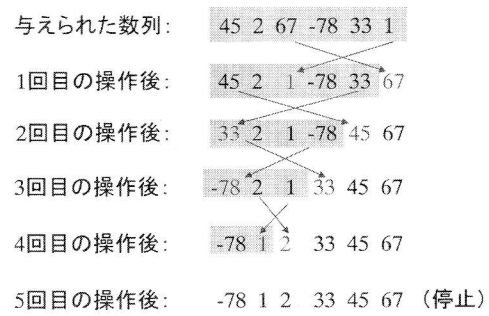 与えられた数列: 45 2 67 -78 33 1
1回目の操作後: 45 2 1 -78 33 67
2回目の操作後: 33 2 1 -78 45 67
3回目の操作後: -78 2 1 33 45 67
4回目の操作後: -78 1 2 33 45 67
5回目の操作後: -78 1 2 33 45 67 (停止)